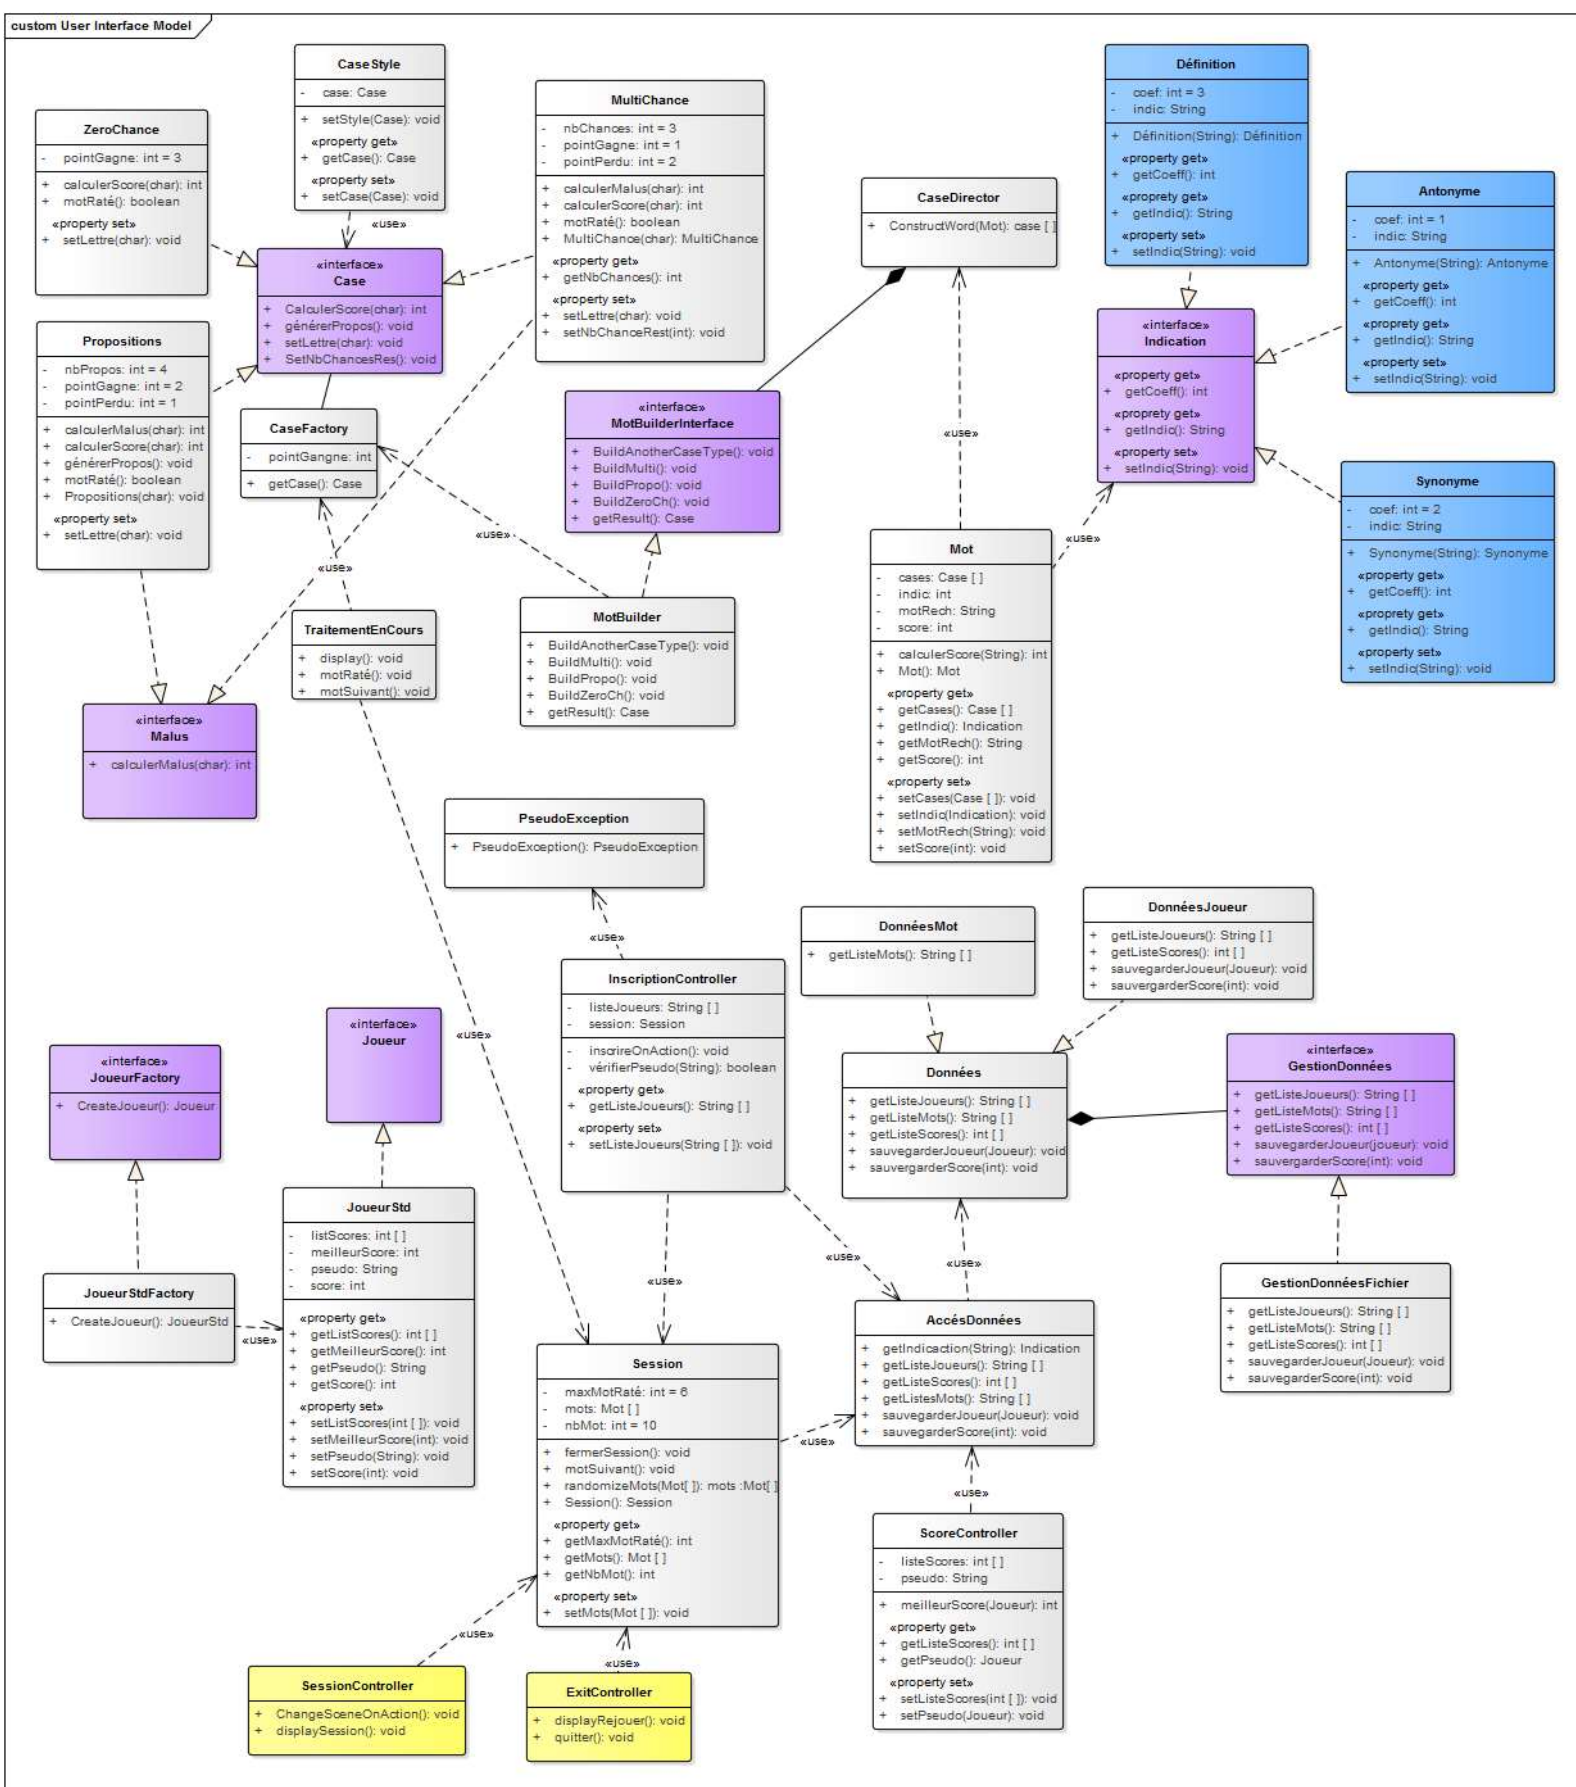 custom User Interface Model
CaseStyle
- case: Case
+ setStyle(Case): void
«property get»
+ getCase(): Case
«property set»
+ setCase(Case): void
ZeroChance
- pointGagne: int = 3
+ calculerScore(char): int
+ motRaté(): boolean
«property set»
+ setLettre(char): void
MultiChance
- nbChances: int = 3
- pointGagne: int = 1
- pointPerdu: int = 2
+ calculerMalus(char): int
+ calculerScore(char): int
+ motRaté(): boolean
+ MultiChance(char): MultiChance
«property get»
+ getNbChances(): int
«property set»
+ setLettre(char): void
+ setNbChanceRest(int): void
Définition
- coef: int = 3
- indic: String
+ Définition(String): Définition
«property get»
+ getCoeff(): int
«proprety get»
+ getIndic(): String
«property set»
+ setIndic(String): void
CaseDirector
+ ConstructWord(Mot): case [ ]
Antonyme
- coef: int = 1
- indic: String
+ Antonyme(String): Antonyme
«property get»
+ getCoeff(): int
«proprety get»
+ getIndic(): String
«property set»
+ setIndic(String): void
«use»
«interface»
Case
+ CalculerScore(char): int
+ générerPropos(): void
+ setLettre(char): void
+ SetNbChancesRes(): void
Propositions
- nbPropos: int = 4
- pointGagne: int = 2
- pointPerdu: int = 1
+ calculerMalus(char): int
+ calculerScore(char): int
+ générerPropos(): void
+ motRaté(): boolean
+ Propositions(char): void
«property set»
+ setLettre(char): void
«interface»
Indication
«property get»
+ getCoeff(): int
«proprety get»
+ getIndic(): String
«property set»
+ setIndic(String): void
CaseFactory
- pointGangne: int
+ getCase(): Case
«interface»
MotBuilderInterface
+ BuildAnotherCaseType(): void
+ BuildMulti(): void
+ BuildPropo(): void
+ BuildZeroCh(): void
+ getResult(): Case
«use»
Synonyme
- coef: int = 2
- indic: String
+ Synonyme(String): Synonyme
«property get»
+ getCoeff(): int
«proprety get»
+ getIndic(): String
«property set»
+ setIndic(String): void
«use»
«use»
«use»
Mot
- cases: Case [ ]
- indic: int
- motRech: String
- score: int
+ calculerScore(String): int
+ Mot(): Mot
«property get»
+ getCases(): Case [ ]
+ getIndic(): Indication
+ getMotRech(): String
+ getScore(): int
«property set»
+ setCases(Case [ ]): void
+ setIndic(Indication): void
+ setMotRech(String): void
+ setScore(int): void
TraitementEnCours
+ display(): void
+ motRaté(): void
+ motSuivant(): void
MotBuilder
+ BuildAnotherCaseType(): void
+ BuildMulti(): void
+ BuildPropo(): void
+ BuildZeroCh(): void
+ getResult(): Case
«interface»
Malus
+ calculerMalus(char): int
PseudoException
+ PseudoException(): PseudoException
«use»
DonnéesMot
+ getListeMots(): String [ ]
DonnéesJoueur
+ getListeJoueurs(): String [ ]
+ getListeScores(): int [ ]
+ sauvegarderJoueur(Joueur): void
+ sauvergarderScore(int): void
InscriptionController
- listeJoueurs: String [ ]
- session: Session
- inscrireOnAction(): void
- vérifierPseudo(String): boolean
«property get»
+ getListeJoueurs(): String [ ]
«property set»
+ setListeJoueurs(String [ ]): void
«interface»
Joueur
«use»
«interface»
JoueurFactory
+ CreateJoueur(): Joueur
Données
+ getListeJoueurs(): String [ ]
+ getListeMots(): String [ ]
+ getListeScores(): int [ ]
+ sauvegarderJoueur(Joueur): void
+ sauvergarderScore(int): void
«interface»
GestionDonnées
+ getListeJoueurs(): String [ ]
+ getListeMots(): String [ ]
+ getListeScores(): int [ ]
+ sauvegarderJoueur(joueur): void
+ sauvergarderScore(int): void
JoueurStd
- listScores: int [ ]
- meilleurScore: int
- pseudo: String
- score: int
«property get»
+ getListScores(): int [ ]
+ getMeilleurScore(): int
+ getPseudo(): String
+ getScore(): int
«property set»
+ setListScores(int [ ]): void
+ setMeilleurScore(int): void
+ setPseudo(String): void
+ setScore(int): void
JoueurStdFactory
+ CreateJoueur(): JoueurStd
«use»
«use»
«use»
«use»
GestionDonnéesFichier
+ getListeJoueurs(): String [ ]
+ getListeMots(): String [ ]
+ getListeScores(): int [ ]
+ sauvegarderJoueur(Joueur): void
+ sauvegarderScore(int): void
AccésDonnées
+ getIndicaction(String): Indication
+ getListeJoueurs(): String [ ]
+ getListeScores(): int [ ]
+ getListesMots(): String [ ]
+ sauvegarderJoueur(Joueur): void
+ sauvegarderScore(int): void
Session
- maxMotRaté: int = 6
- mots: Mot [ ]
- nbMot: int = 10
+ fermerSession(): void
+ motSuivant(): void
+ randomizeMots(Mot[ ]): mots :Mot[ ]
+ Session(): Session
«property get»
+ getMaxMotRaté(): int
+ getMots(): Mot [ ]
+ getNbMot(): int
«property set»
+ setMots(Mot [ ]): void
«use»
«use»
ScoreController
- listeScores: int [ ]
- pseudo: String
+ meilleurScore(Joueur): int
«property get»
+ getListeScores(): int [ ]
+ getPseudo(): Joueur
«property set»
+ setListeScores(int [ ]): void
+ setPseudo(Joueur): void
«use»
«use»
SessionController
+ ChangeSceneOnAction(): void
+ displaySession(): void
ExitController
+ displayRejouer(): void
+ quitter(): void